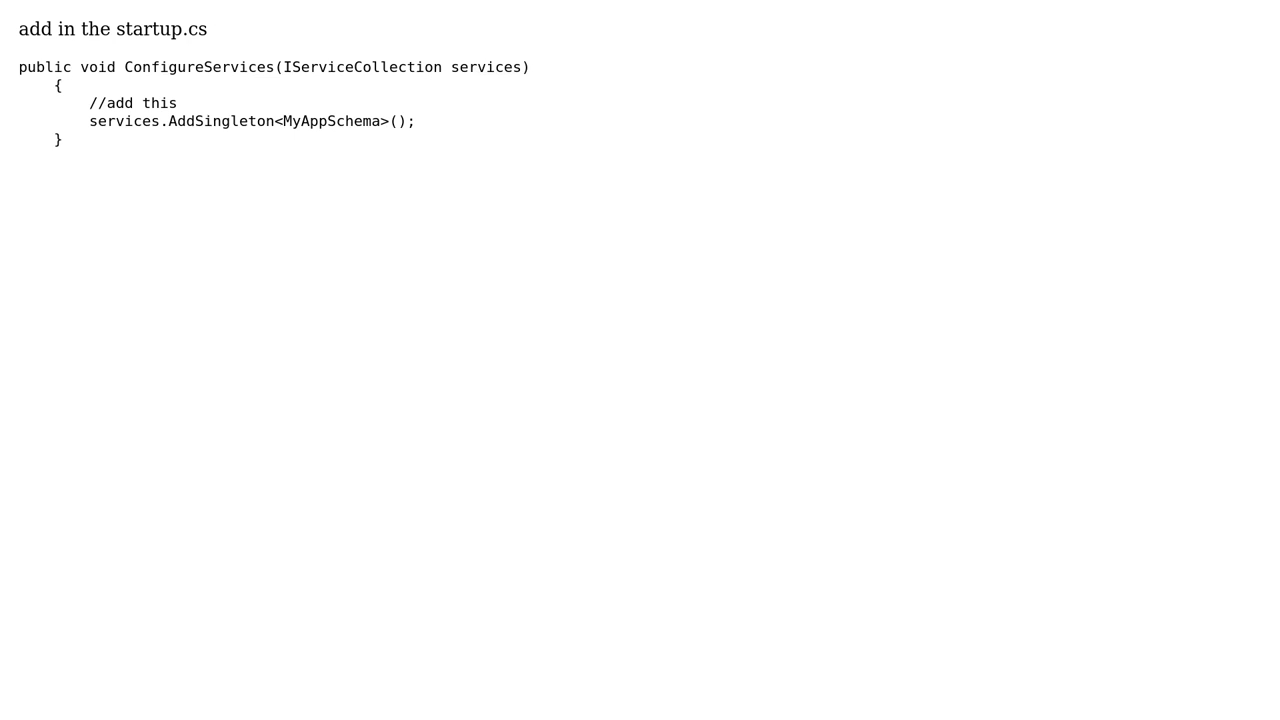 add in the startup.cs
public void ConfigureServices(IServiceCollection services)
    {
        //add this
        services.AddSingleton<MyAppSchema>();
    }